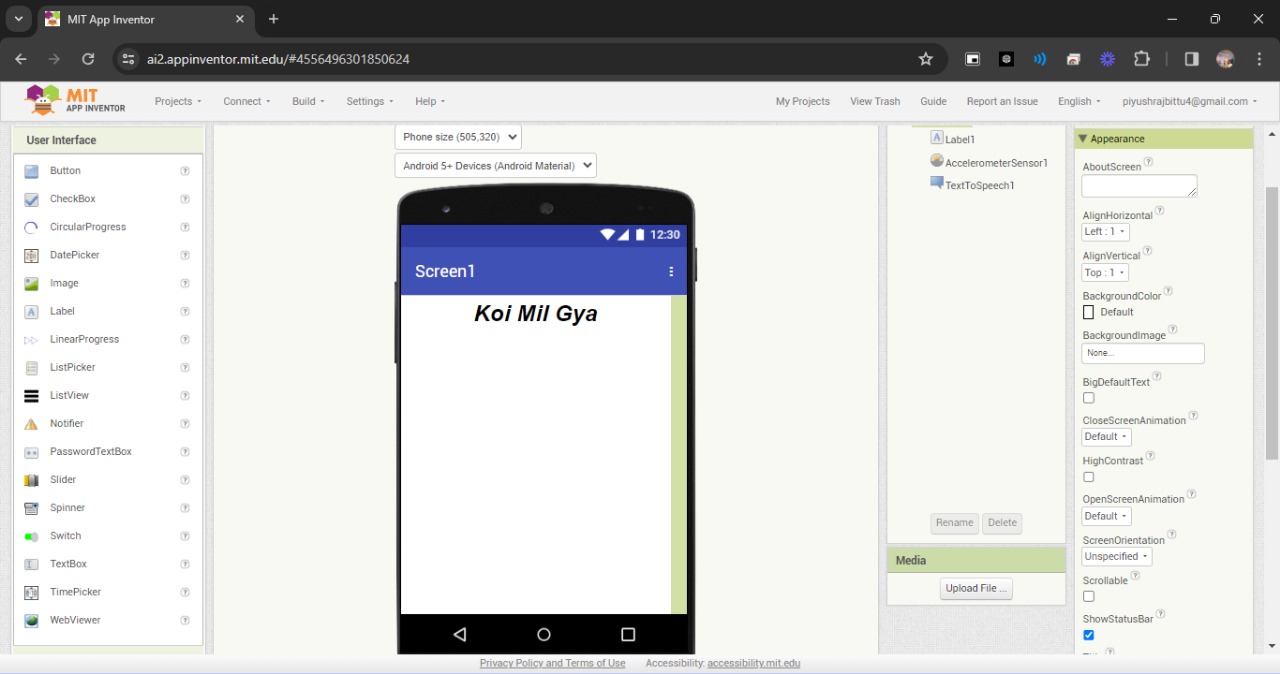 MIT App Inventor
ai2.appinventor.mit.edu/#4556496301850624
MIT
APP INVENTOR
Projects Connect Build Settings Help My Projects View Trash Guide Report an Issue English piyushrajbittu4@gmail.com
User Interface
Button
CheckBox
CircularProgress
DatePicker
Image
Label
LinearProgress
ListPicker
ListView
Notifier
PasswordTextBox
Slider
Spinner
Switch
TextBox
TimePicker
WebViewer
Phone size (505,320)
Android 5+ Devices (Android Material)
12:30
Screen1
Koi Mil Gya
Label1
AccelerometerSensor1
TextToSpeech1
Rename Delete
Media
Upload File ...
Appearance
AboutScreen
AlignHorizontal
Left : 1
AlignVertical
Top : 1
BackgroundColor
Default
BackgroundImage
None...
BigDefaultText
CloseScreenAnimation
Default
HighContrast
OpenScreenAnimation
Default
ScreenOrientation
Unspecified
Scrollable
ShowStatusBar
Privacy Policy and Terms of Use Accessibility: accessibility.mit.edu